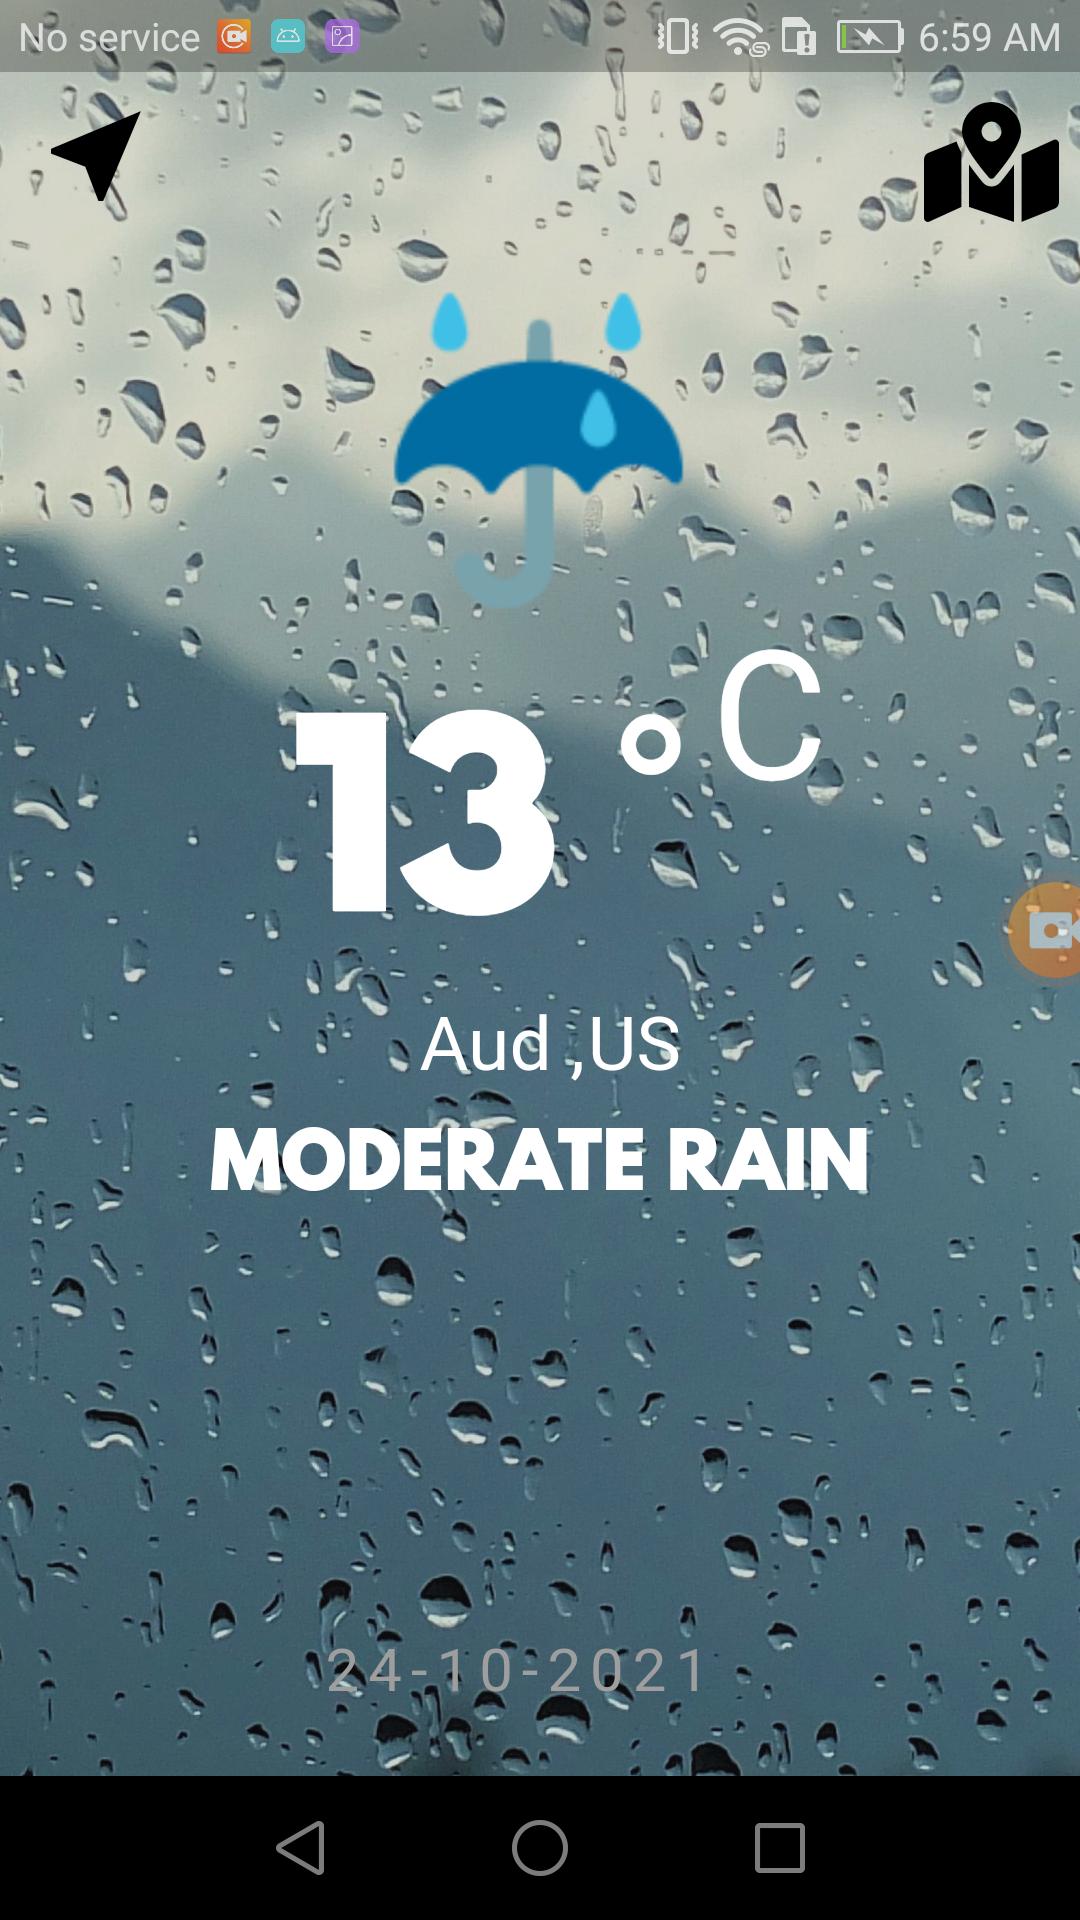 No service 6:59 AM
13 °C
Aud ,US
MODERATE RAIN
24-10-2021